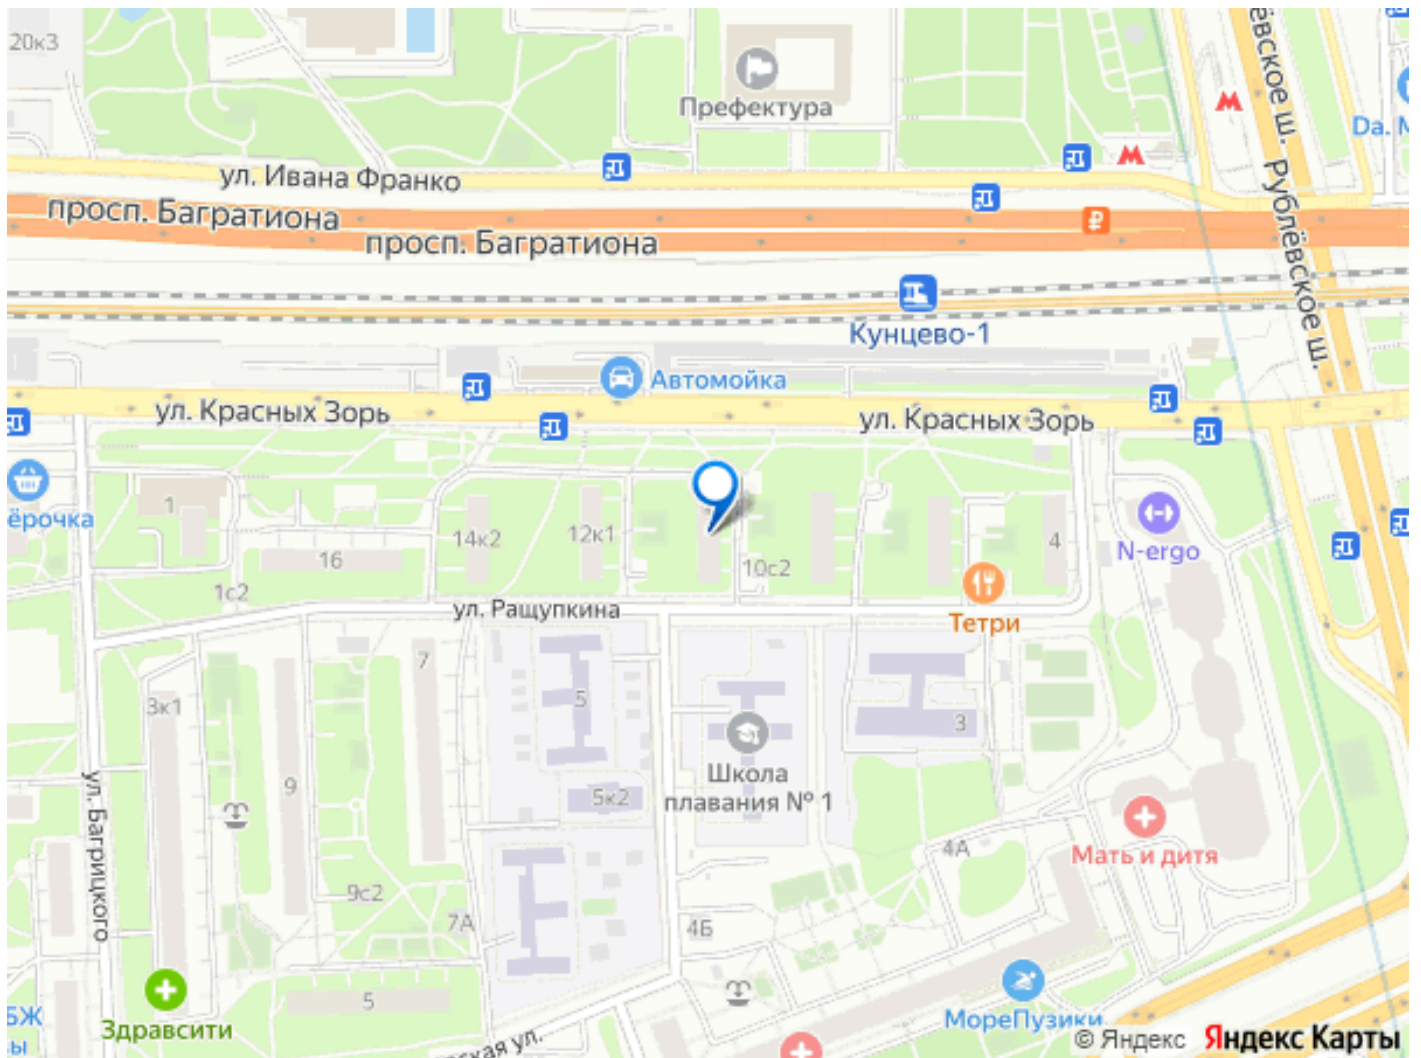 20к3
Префектура
ёвское ш.
Рублёвское ш.
Da. M
ул. Ивана Франко
просп. Багратиона
просп. Багратиона
₽
Кунцево-1
Автомойка
ул. Красных Зорь
ул. Красных Зорь
ёрочка
1
14к2
12к1
16
10с2
4
N-ergo
1с2
ул. Ращупкина
Тетри
7
5
3
3к1
9
Школа
плавания № 1
5к2
ул. Багрицкого
4А
Мать и дитя
9с2
7А
4Б
5
БЖ
ы
Здравсити
МореПузики
ская ул.
© Яндекс Яндекс Карты